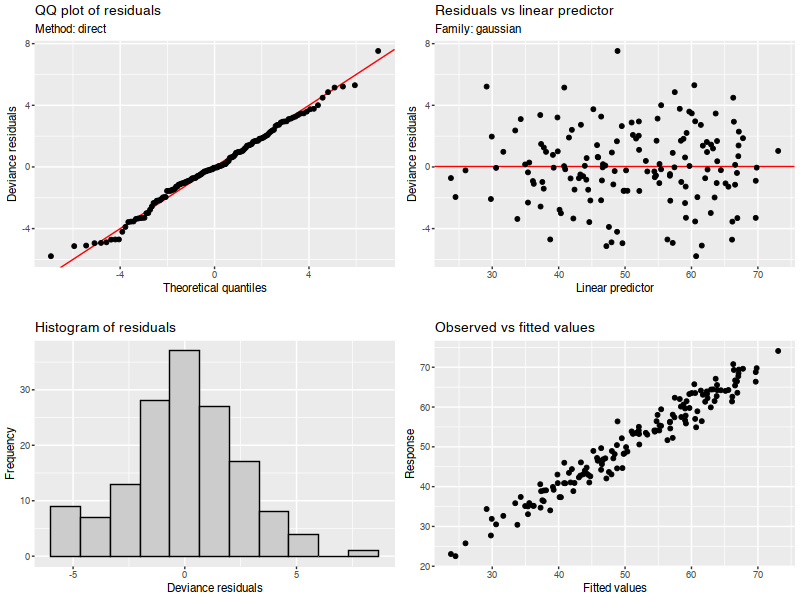 QQ plot of residuals
Method: direct
8
4
0
-4
-4
0
4
Deviance residuals
Theoretical quantiles
Residuals vs linear predictor
Family: gaussian
8
4
0
-4
30
40
50
60
70
Deviance residuals
Linear predictor
Histogram of residuals
30
20
10
0
-5
0
5
Frequency
Deviance residuals
Observed vs fitted values
70
60
50
40
30
20
30
40
50
60
70
Response
Fitted values